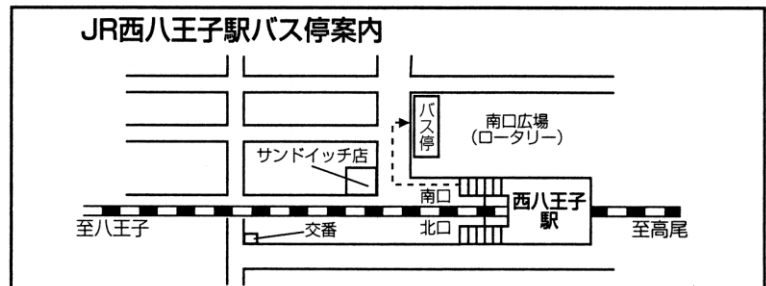 JR西八王子駅バス停案内
バス停
南口広場
(ロータリー)
サンドイッチ店
南口
西八王子
駅
至八王子
交番
北口
至高尾